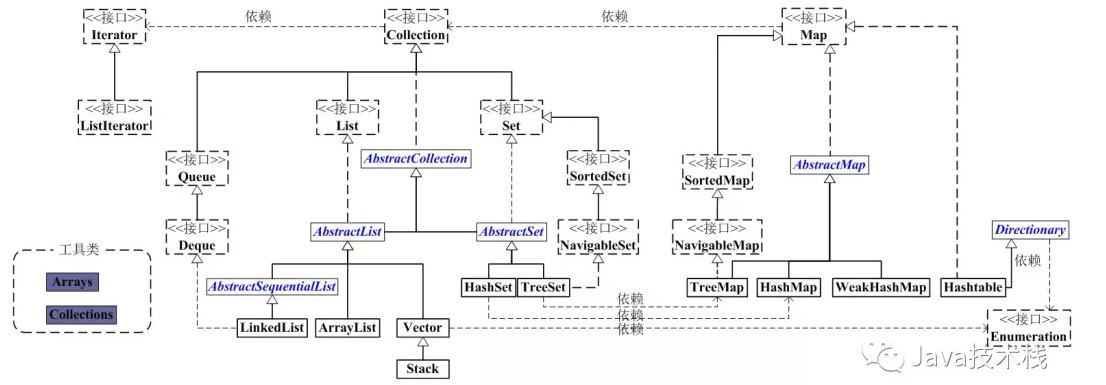 <<接口>>
Iterator
依赖
<<接口>>
Collection
依赖
<<接口>>
Map
<<接口>>
ListIterator
<<接口>>
List
<<接口>>
Set
<<接口>>
Queue
AbstractCollection
<<接口>>
SortedSet
<<接口>>
SortedMap
AbstractMap
<<接口>>
Deque
AbstractList
AbstractSet
<<接口>>
NavigableSet
<<接口>>
NavigableMap
Directionary
依赖
工具类
Arrays
Collections
AbstractSequentialList
HashSet
TreeSet
TreeMap
HashMap
WeakHashMap
Hashtable
依赖
依赖
依赖
LinkedList
ArrayList
Vector
<<接口>>
Enumeration
Stack
Java技术栈